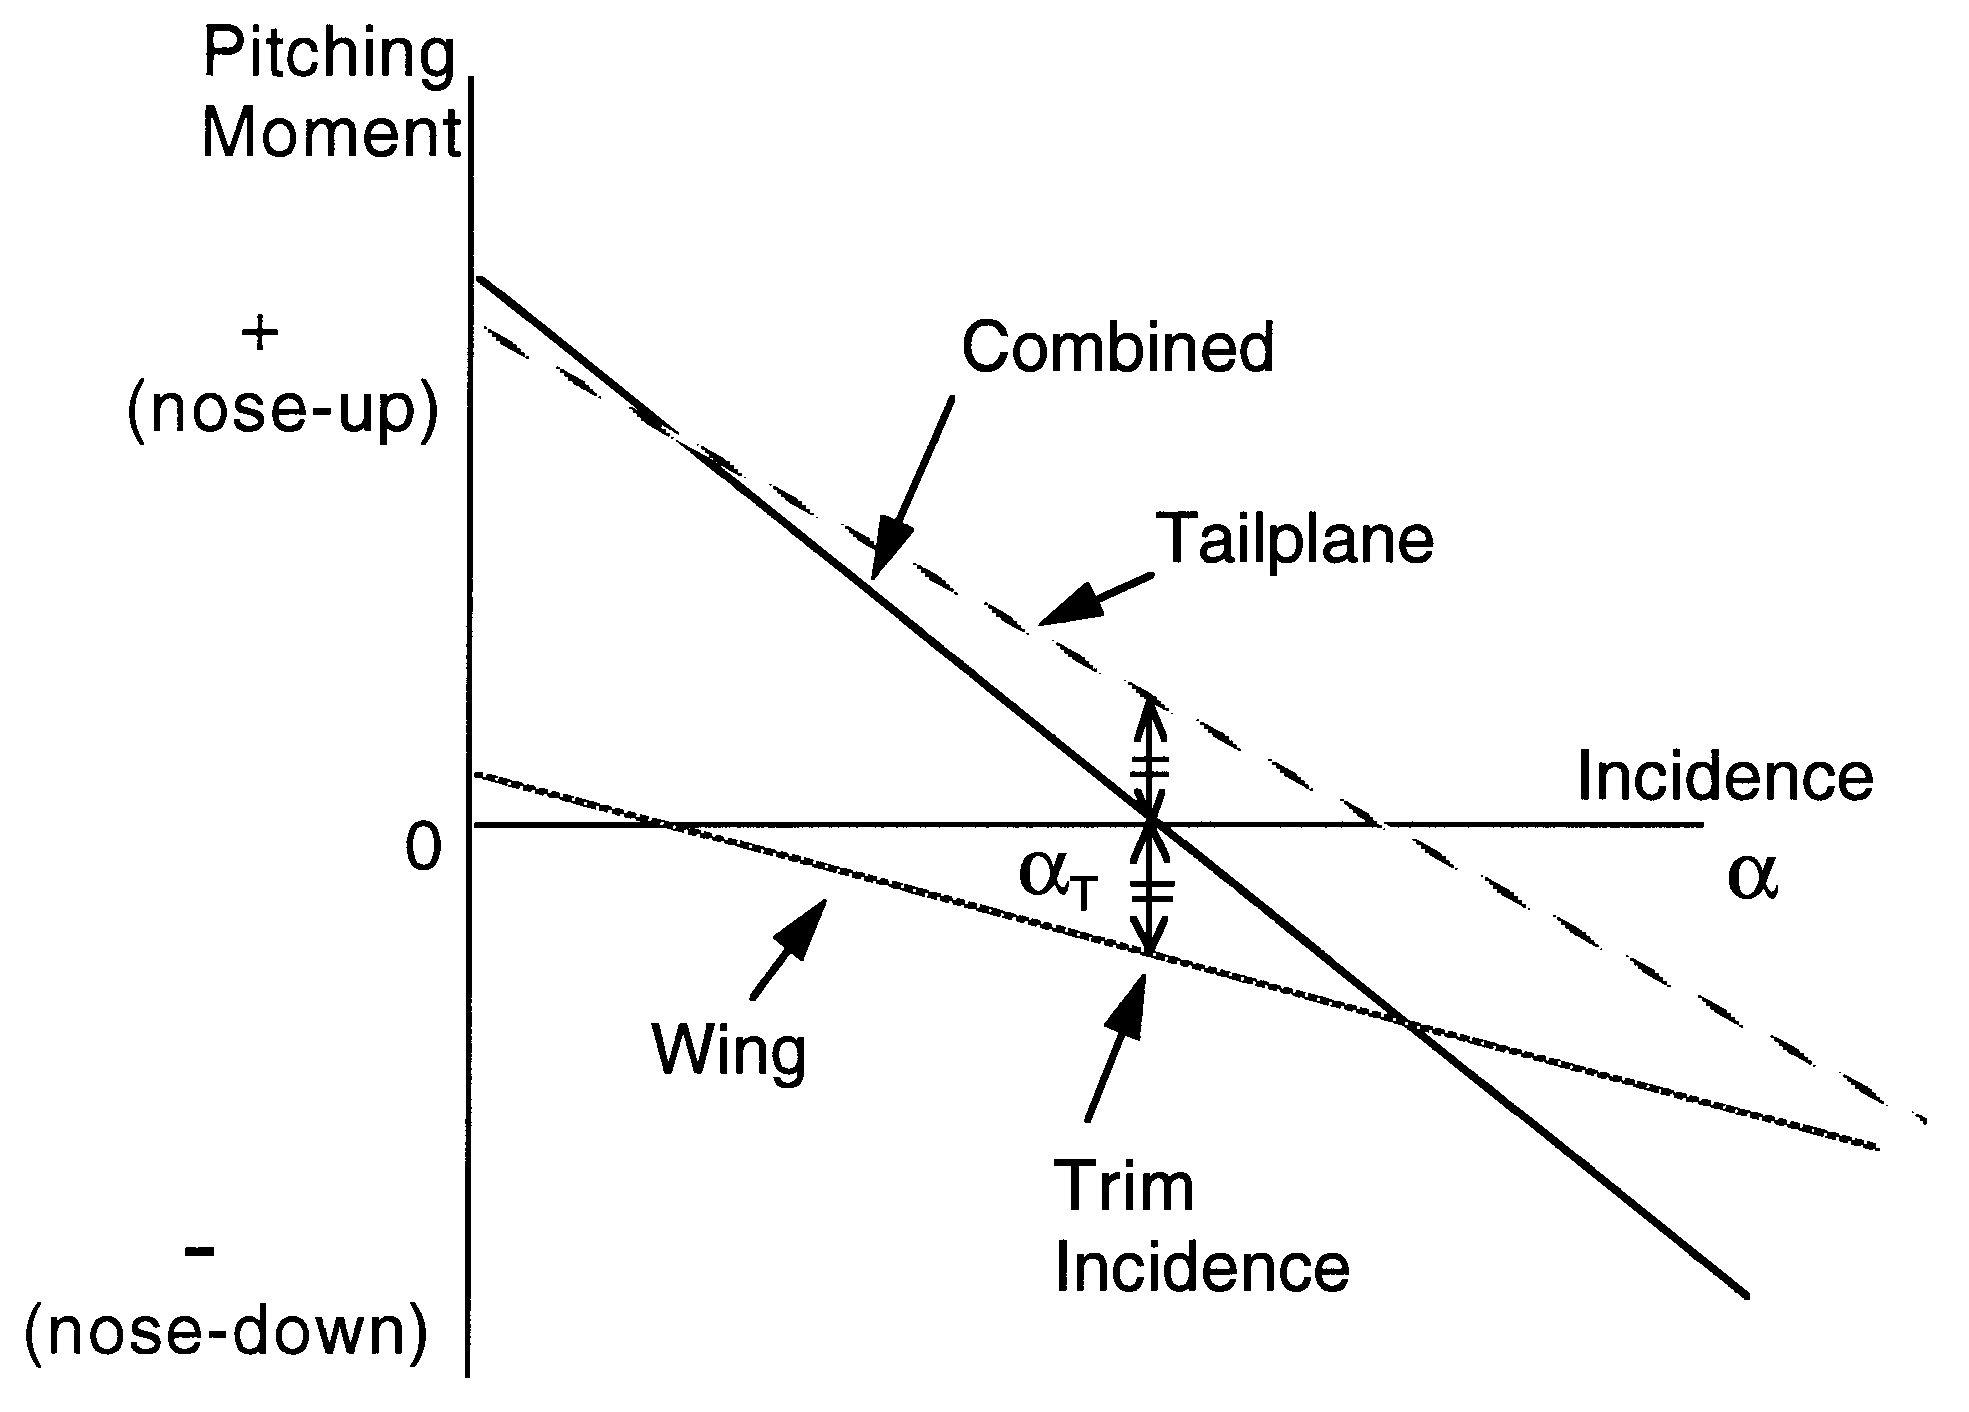 Pitching
Moment
+
(nose-up)
Combined
Tailplane
Incidence
0
α
αT
Wing
Trim
Incidence
-
(nose-down)